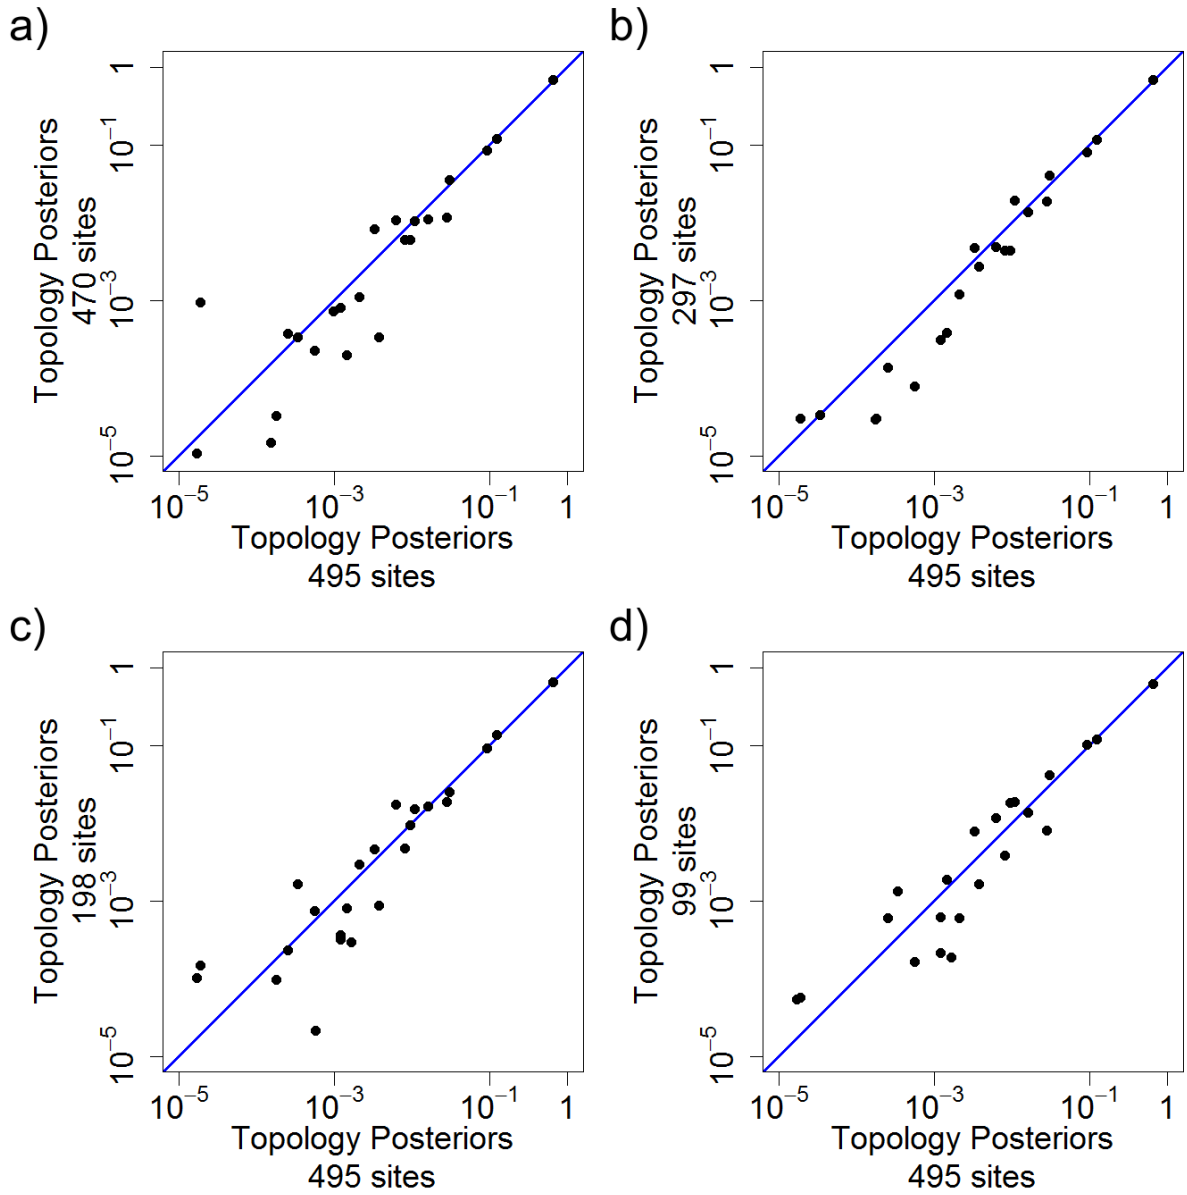 a)
Topology Posteriors
470 sites
1
10⁻¹
10⁻³
10⁻⁵
10⁻⁵ 10⁻³ 10⁻¹ 1
Topology Posteriors
495 sites
b)
Topology Posteriors
297 sites
1
10⁻¹
10⁻³
10⁻⁵
10⁻⁵ 10⁻³ 10⁻¹ 1
Topology Posteriors
495 sites
c)
Topology Posteriors
198 sites
1
10⁻¹
10⁻³
10⁻⁵
10⁻⁵ 10⁻³ 10⁻¹ 1
Topology Posteriors
495 sites
d)
Topology Posteriors
99 sites
1
10⁻¹
10⁻³
10⁻⁵
10⁻⁵ 10⁻³ 10⁻¹ 1
Topology Posteriors
495 sites